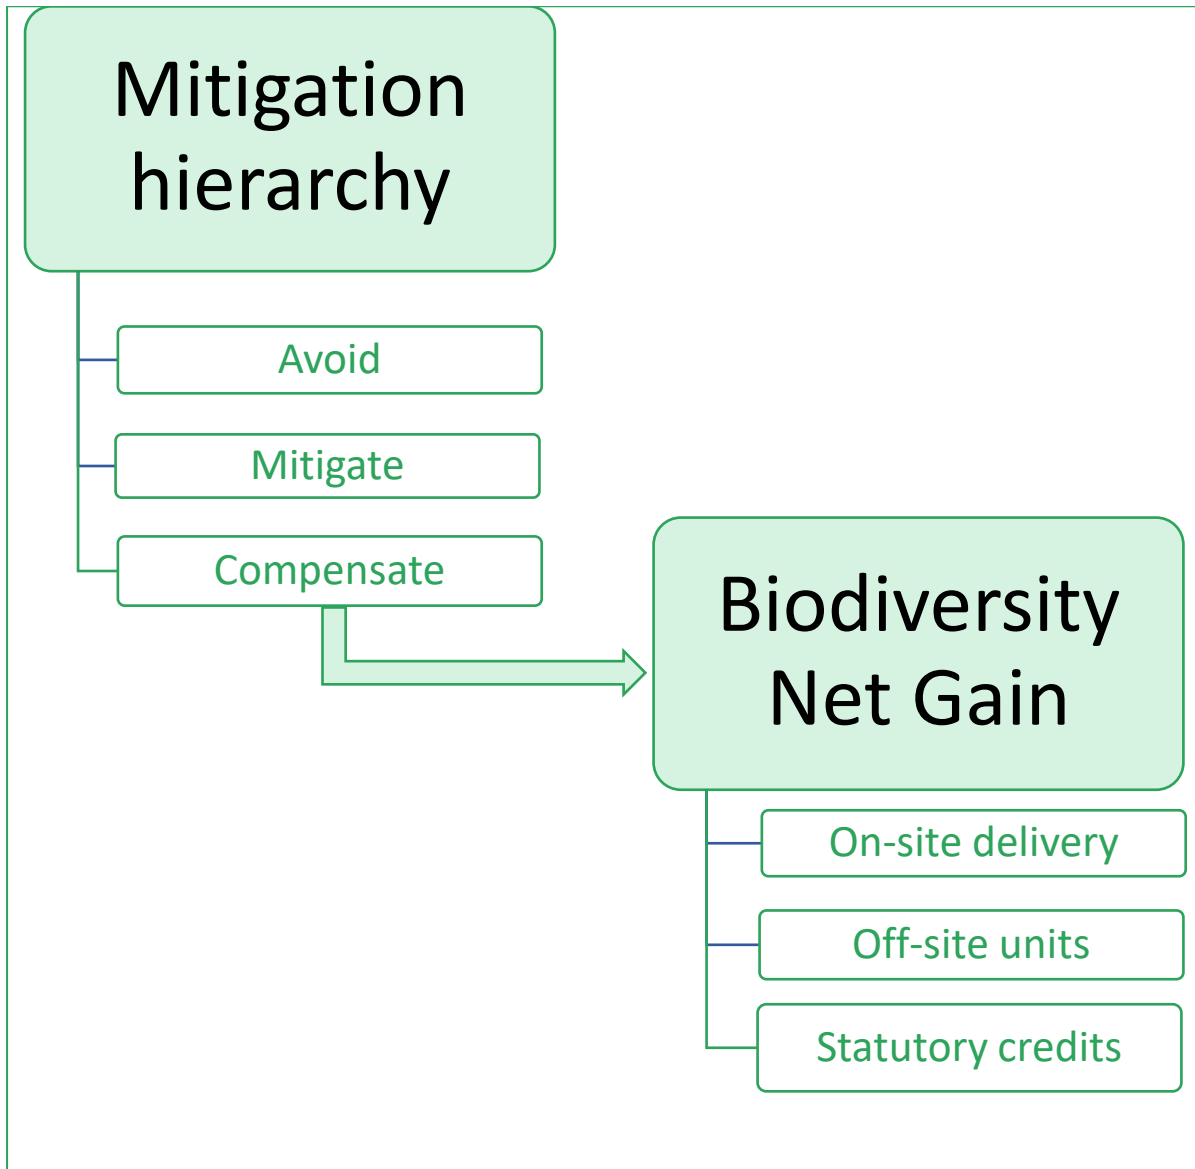 Mitigation
hierarchy
Avoid
Mitigate
Compensate
Biodiversity
Net Gain
On-site delivery
Off-site units
Statutory credits